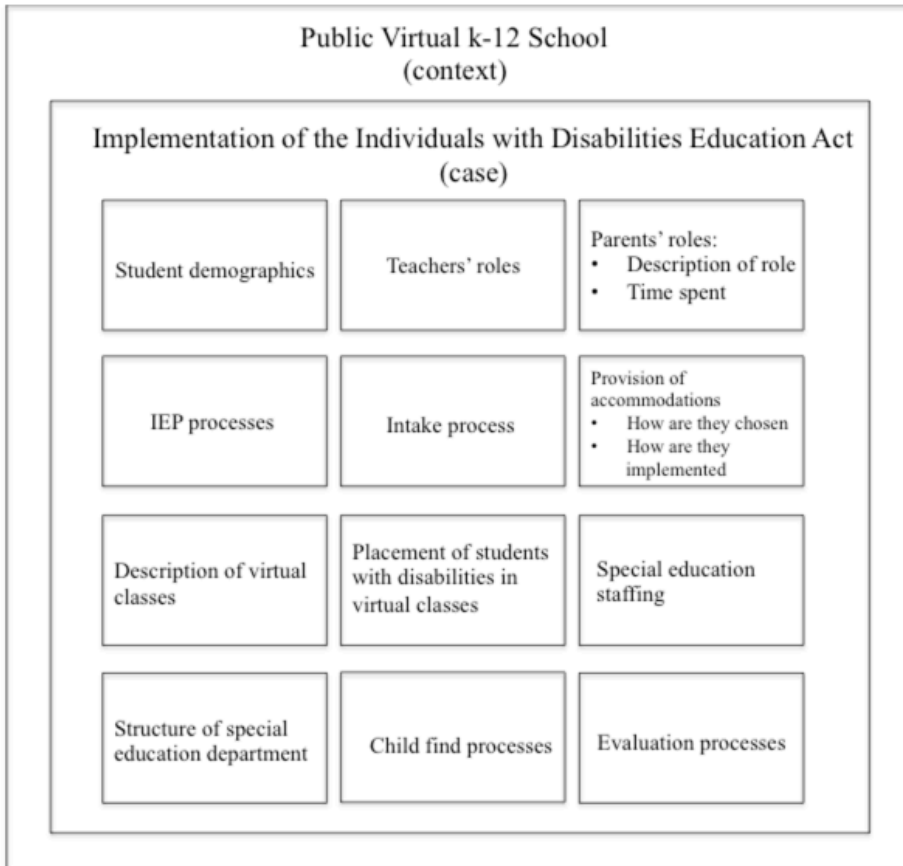 Public Virtual k-12 School
(context)
Implementation of the Individuals with Disabilities Education Act
(case)
Student demographics
Teachers’ roles
Parents’ roles:
• Description of role
• Time spent
IEP processes
Intake process
Provision of
accommodations
• How are they chosen
• How are they
implemented
Description of virtual
classes
Placement of students
with disabilities in
virtual classes
Special education
staffing
Structure of special
education department
Child find processes
Evaluation processes